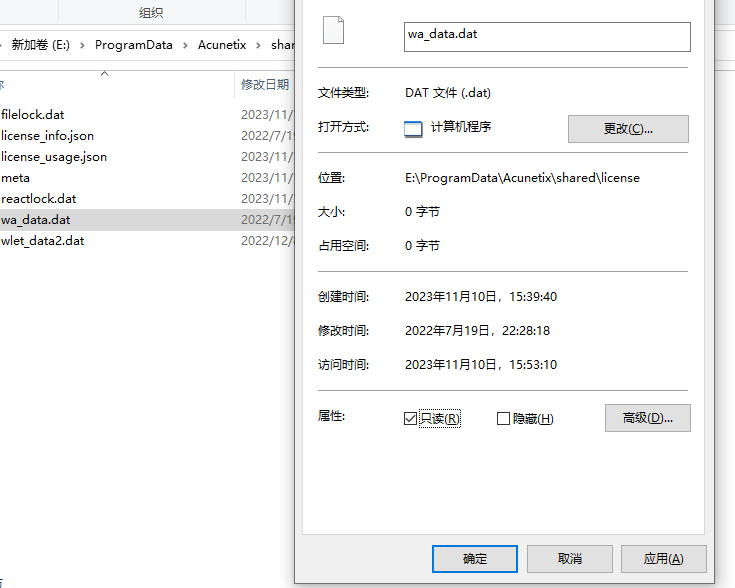 组织
新加卷 (E:) › ProgramData › Acunetix ›
修改日期
filelock.dat 2023/11/
license_info.json 2022/7/19
license_usage.json 2023/11/
meta 2023/11/
reactlock.dat 2023/11/
wa_data.dat 2022/7/19
wlet_data2.dat 2022/12/8
wa_data.dat
文件类型: DAT 文件 (.dat)
打开方式: 计算机程序 更改(C)...
位置: E:\ProgramData\Acunetix\shared\license
大小: 0 字节
占用空间: 0 字节
创建时间: 2023年11月10日，15:39:40
修改时间: 2022年7月19日，22:28:18
访问时间: 2023年11月10日，15:53:10
属性: 只读(R) 隐藏(H) 高级(D)...
确定 取消 应用(A)